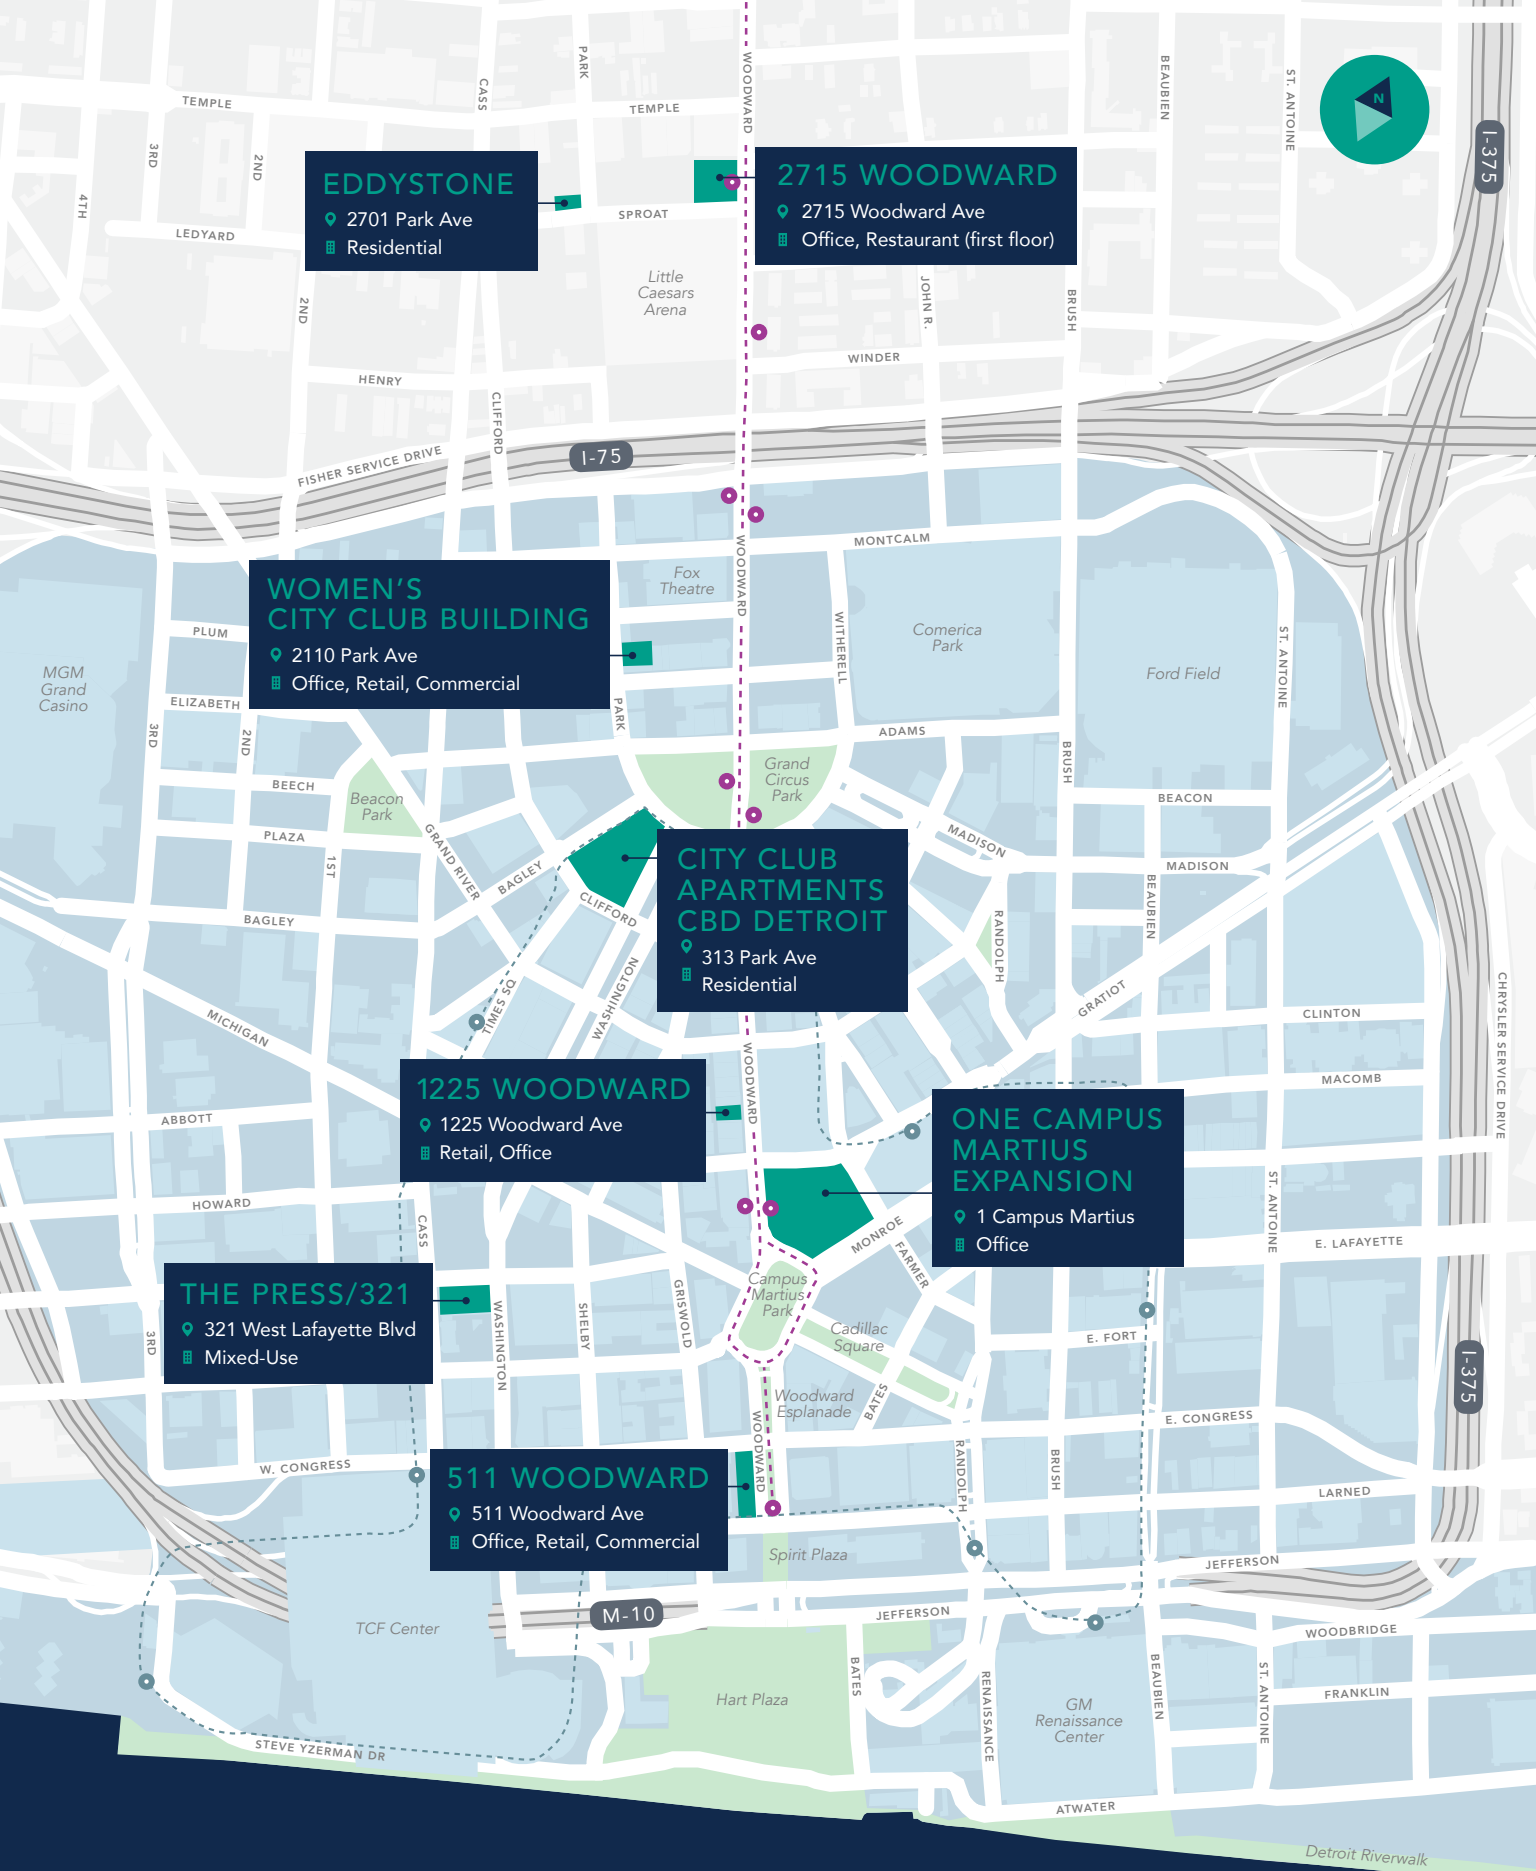 WOODWARD
PARK
CASS
BEAUBIEN
ST. ANTOINE
N
TEMPLE
TEMPLE
3RD
2ND
4TH
I-375
EDDYSTONE
2701 Park Ave
Residential
2715 WOODWARD
2715 Woodward Ave
Office, Restaurant (first floor)
SPROAT
LEDYARD
Little
Caesars
Arena
2ND
JOHN R.
BRUSH
WINDER
HENRY
CLIFFORD
FISHER SERVICE DRIVE
I-75
WOODWARD
MONTCALM
Fox
Theatre
WOMEN'S
CITY CLUB BUILDING
2110 Park Ave
Office, Retail, Commercial
PLUM
WITHERELL
Comerica
Park
Ford Field
ST. ANTOINE
MGM
Grand
Casino
ELIZABETH
PARK
3RD
2ND
ADAMS
BRUSH
Grand
Circus
Park
BEECH
Beacon
Park
BEACON
PLAZA
GRAND RIVER
MADISON
MADISON
1ST
BAGLEY
CLIFFORD
BEAUBIEN
BAGLEY
CITY CLUB
APARTMENTS
CBD DETROIT
313 Park Ave
Residential
RANDOLPH
WASHINGTON
TIMES SQ
MICHIGAN
GRATIOT
CLINTON
CHRYSLER SERVICE DRIVE
WOODWARD
MACOMB
1225 WOODWARD
1225 Woodward Ave
Retail, Office
ABBOTT
ONE CAMPUS
MARTIUS
EXPANSION
1 Campus Martius
Office
HOWARD
CASS
MONROE
FARMER
ST. ANTOINE
E. LAFAYETTE
THE PRESS/321
321 West Lafayette Blvd
Mixed-Use
3RD
WASHINGTON
SHELBY
GRISWOLD
Campus
Martius
Park
Cadillac
Square
E. FORT
I-375
Woodward
Esplanade
BATES
WOODWARD
E. CONGRESS
W. CONGRESS
RANDOLPH
BRUSH
511 WOODWARD
511 Woodward Ave
Office, Retail, Commercial
LARNED
Spirit Plaza
JEFFERSON
M-10
JEFFERSON
TCF Center
WOODBRIDGE
BATES
RENAISSANCE
BEAUBIEN
ST. ANTOINE
Hart Plaza
GM
Renaissance
Center
FRANKLIN
STEVE YZERMAN DR
ATWATER
Detroit Riverwalk